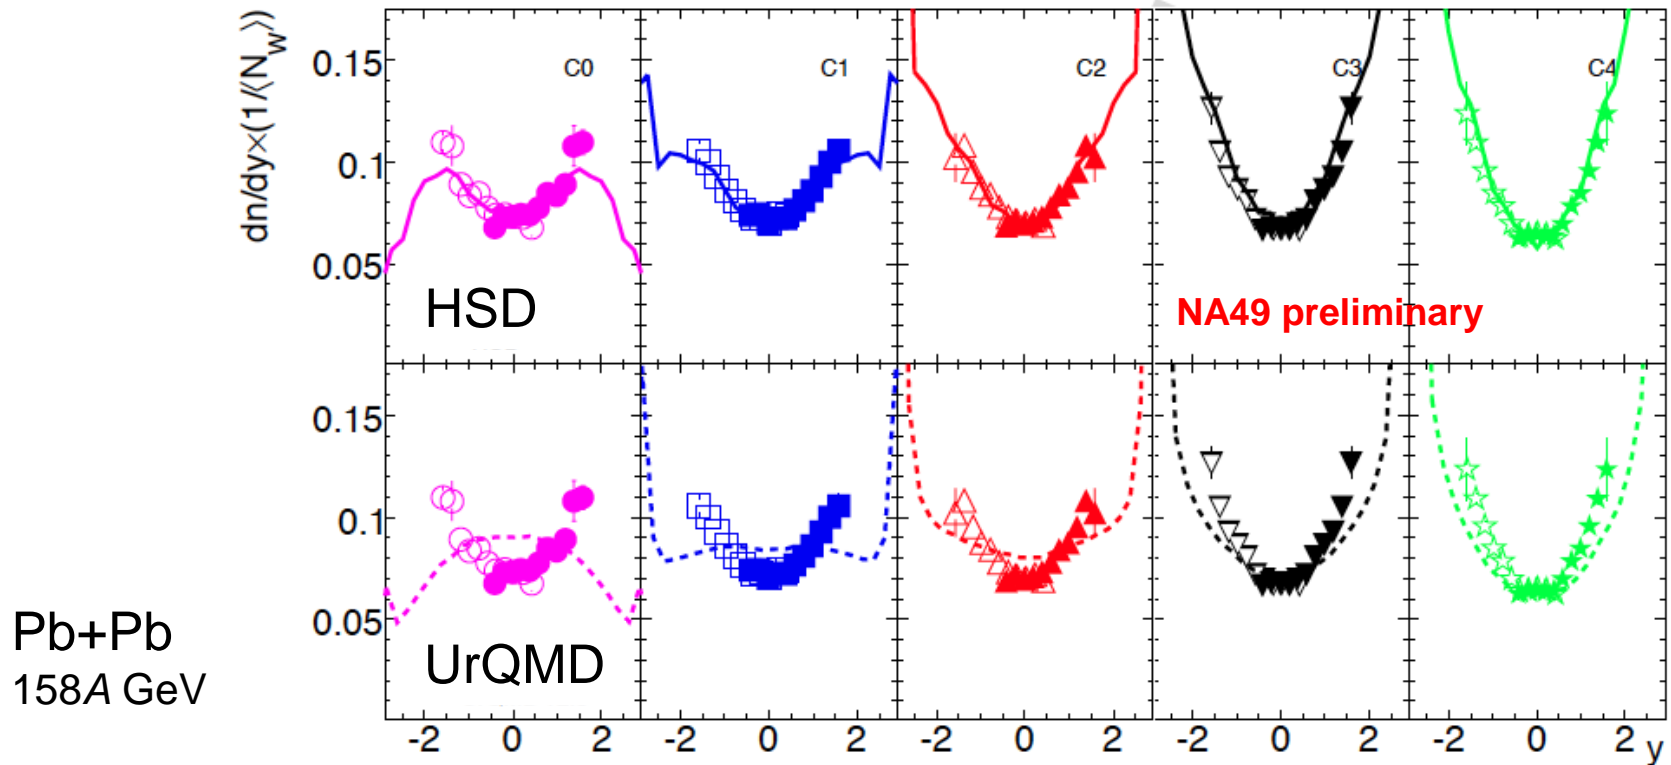 dn/dy×(1/⟨N_w⟩)
0.15
0.1
0.05
C0 C1 C2 C3 C4
HSD
NA49 preliminary
0.15
0.1
0.05
UrQMD
Pb+Pb
158A GeV
-2 0 2 -2 0 2 -2 0 2 -2 0 2 -2 0 2 y